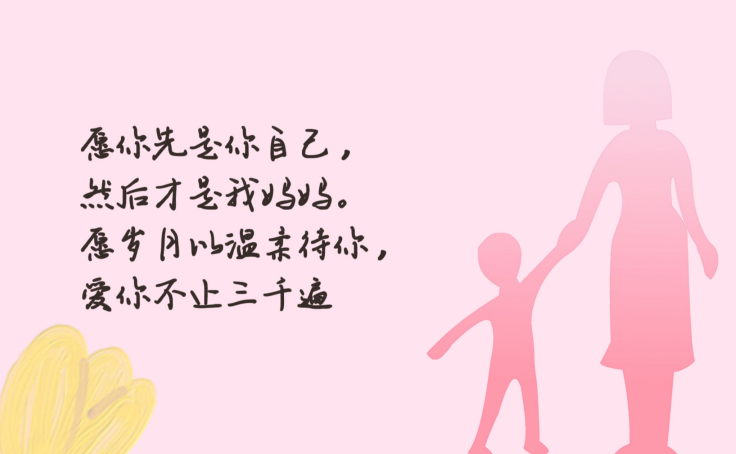 愿你先是你自己，
然后才是我妈妈。
愿岁月以温柔待你，
爱你不止三千遍